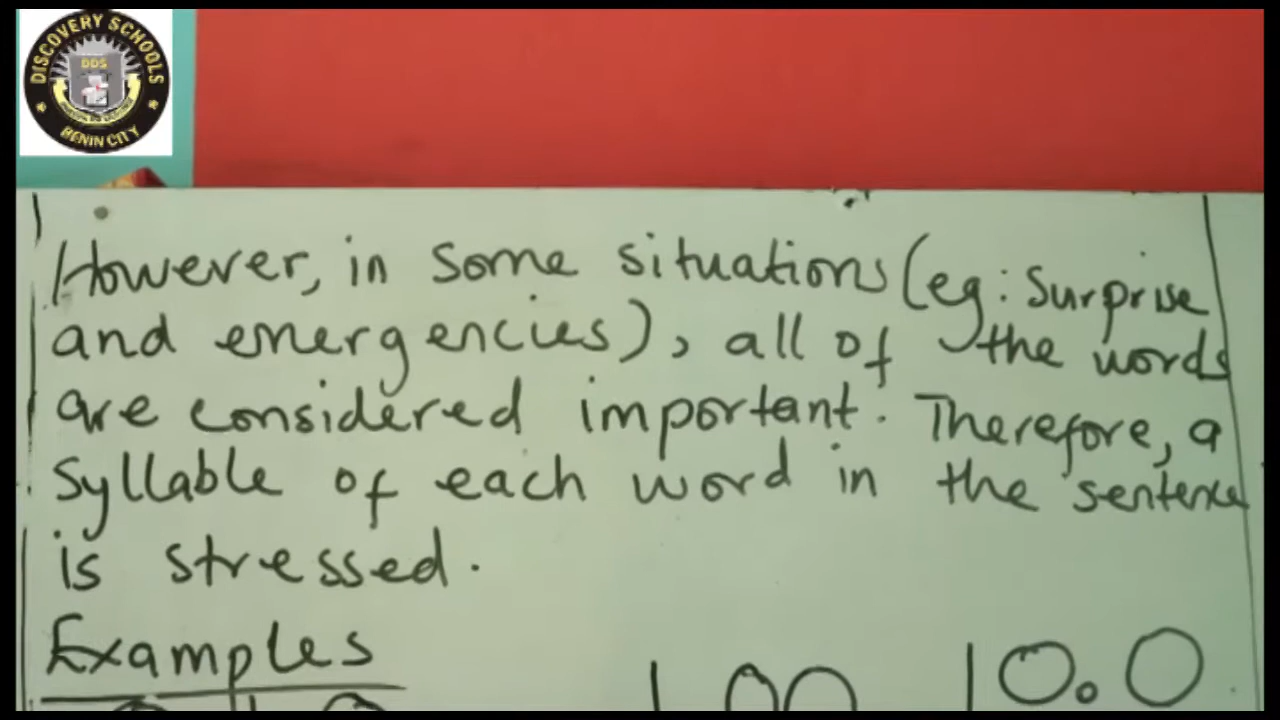 DISCOVERY SCHOOLS
DDS
BENIN CITY
However, in some situations (eg: Surprise
and emergencies), all of the words
are considered important. Therefore, a
syllable of each word in the sentence
is stressed.
Examples